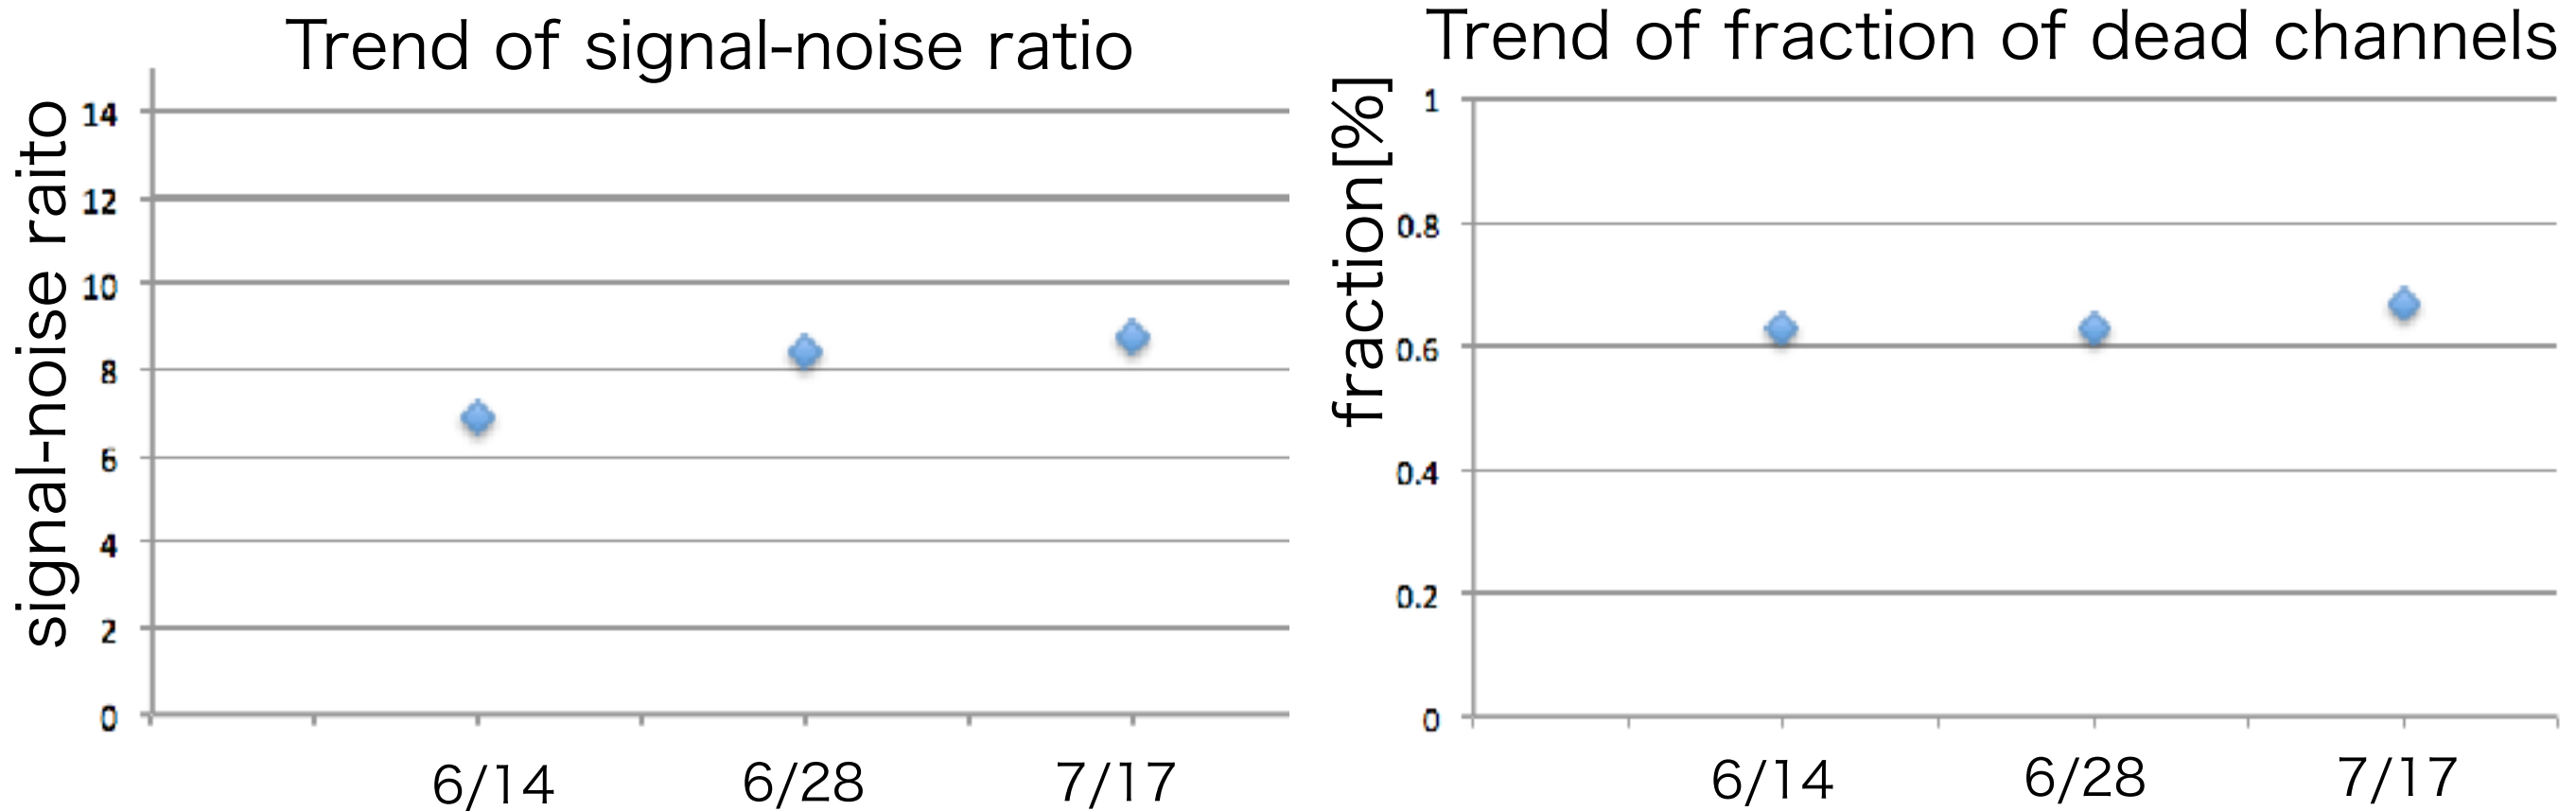 Trend of signal-noise ratio
signal-noise raito
14
12
10
8
6
4
2
0
6/14 6/28 7/17
Trend of fraction of dead channels
fraction[%]
1
0.8
0.6
0.4
0.2
0
6/14 6/28 7/17